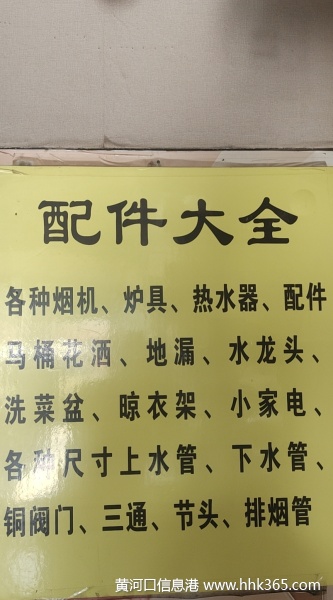 配件大全
各种烟机、炉具、热水器、配件
马桶花洒、地漏、水龙头、
洗菜盆、晾衣架、小家电、
各种尺寸上水管、下水管、
铜阀门、三通、节头、排烟管
黄河口信息港 www.hhk365.com